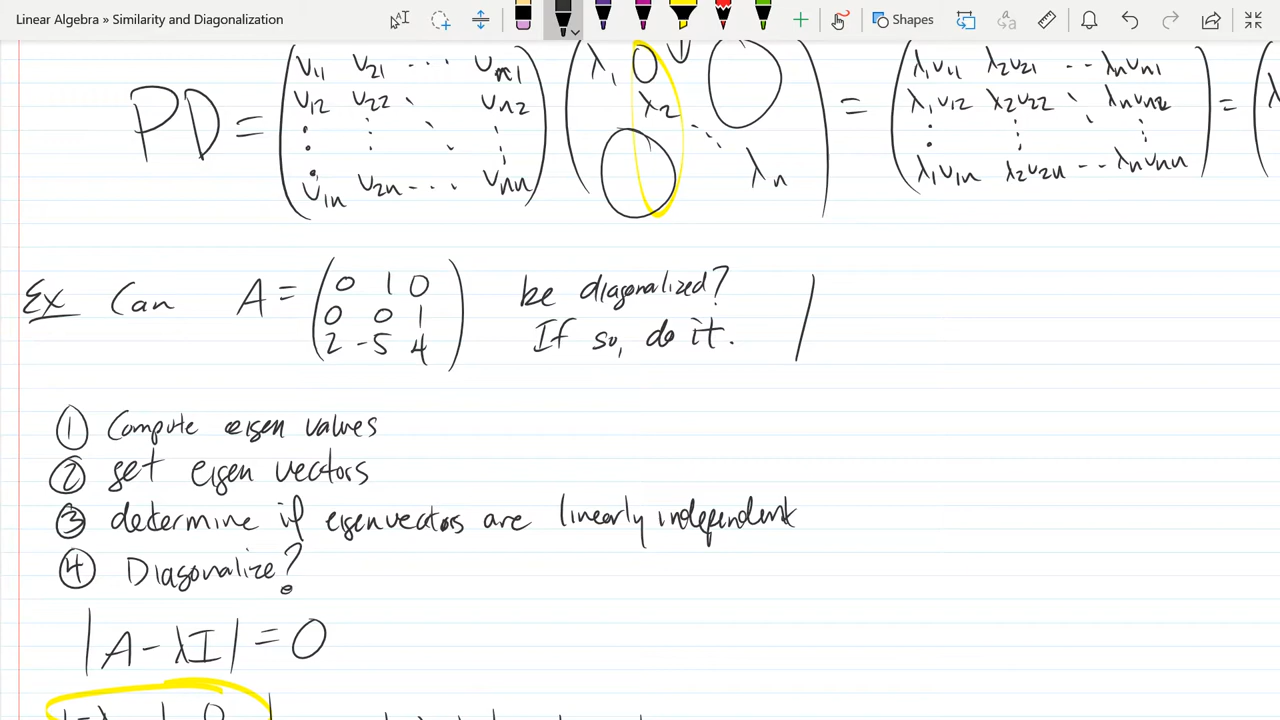 Linear Algebra » Similarity and Diagonalization
Shapes
PD = ( v11 v21 ... vn1 ) ( λ1 0 0 ) = ( λ1v11 λ2v21 ... λnvn1 ) = ( λ
v12 v22 ⋱ vn2 λ2 λ1v12 λ2v22 ⋱ λnvn2
⋮ ⋮ ⋱ ⋮ ⋱ ⋮ ⋮ ⋱ ⋮
v1n v2n ... vnn 0 λn λ1v1n λ2v2n ... λnvnn
Ex Can A = ( 0 1 0 ) be diagonalized?
0 0 1
2 -5 4 If so, do it.
① Compute eigen values
② get eigen vectors
③ determine if eigenvectors are linearly independent
④ Diagonalize?
|A - λI| = 0
|-λ 1 0 |